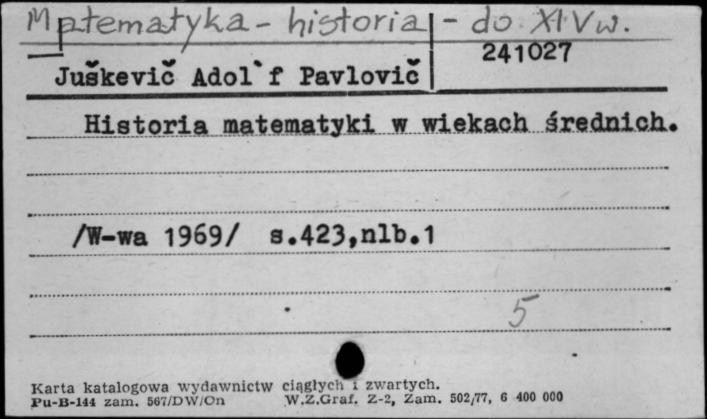 Matematyka - historia - do XIV w.
241027
Juškevič Adol`f Pavlovič
Historia matematyki w wiekach średnich.
/W-wa 1969/ s.423,nlb.1
5
Karta katalogowa wydawnictw ciągłych i zwartych.
Pu-B-144 zam. 567/DW/On W.Z.Graf. Z-2, Zam. 502/77, 6 400 000